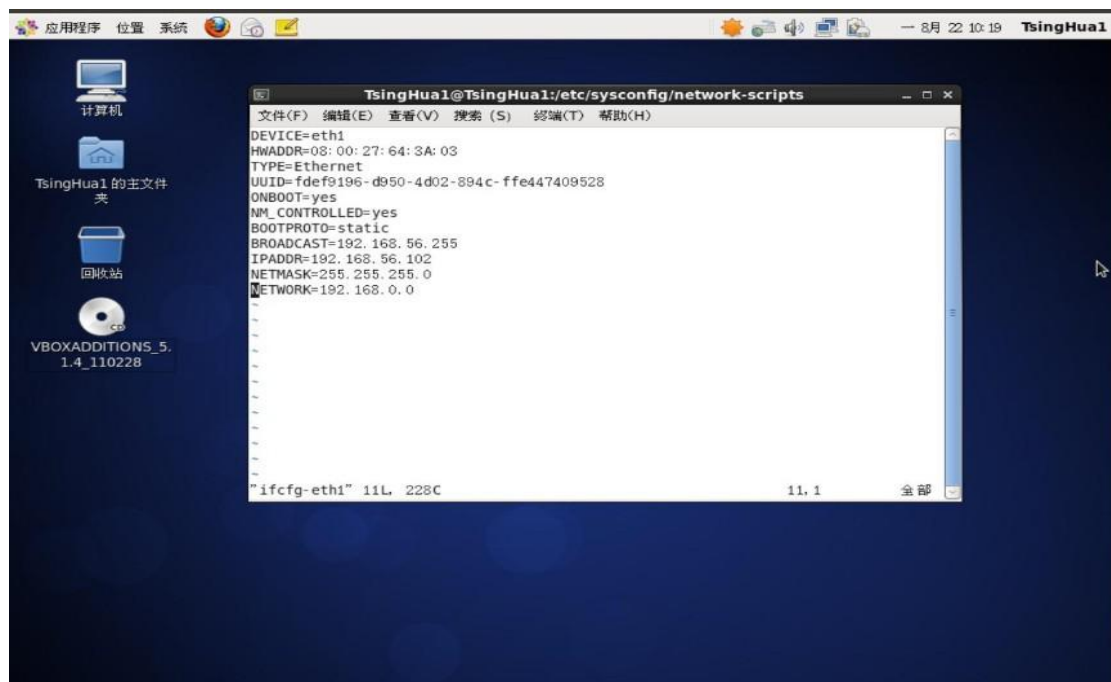 应用程序 位置 系统 一 8月 22 10:19 TsingHua1
计算机
TsingHua1 的主文件
夹
回收站
VBOXADDITIONS_5.
1.4_110228
TsingHua1@TsingHua1:/etc/sysconfig/network-scripts
文件(F) 编辑(E) 查看(V) 搜索 (S) 终端(T) 帮助(H)
DEVICE=eth1
HWADDR=08:00:27:64:3A:03
TYPE=Ethernet
UUID=fdef9196-d950-4d02-894c-ffe447409528
ONBOOT=yes
NM_CONTROLLED=yes
BOOTPROTO=static
BROADCAST=192.168.56.255
IPADDR=192.168.56.102
NETMASK=255.255.255.0
NETWORK=192.168.0.0
~
~
~
~
~
~
~
~
~
~
~
~
"ifcfg-eth1" 11L, 228C 11,1 全部